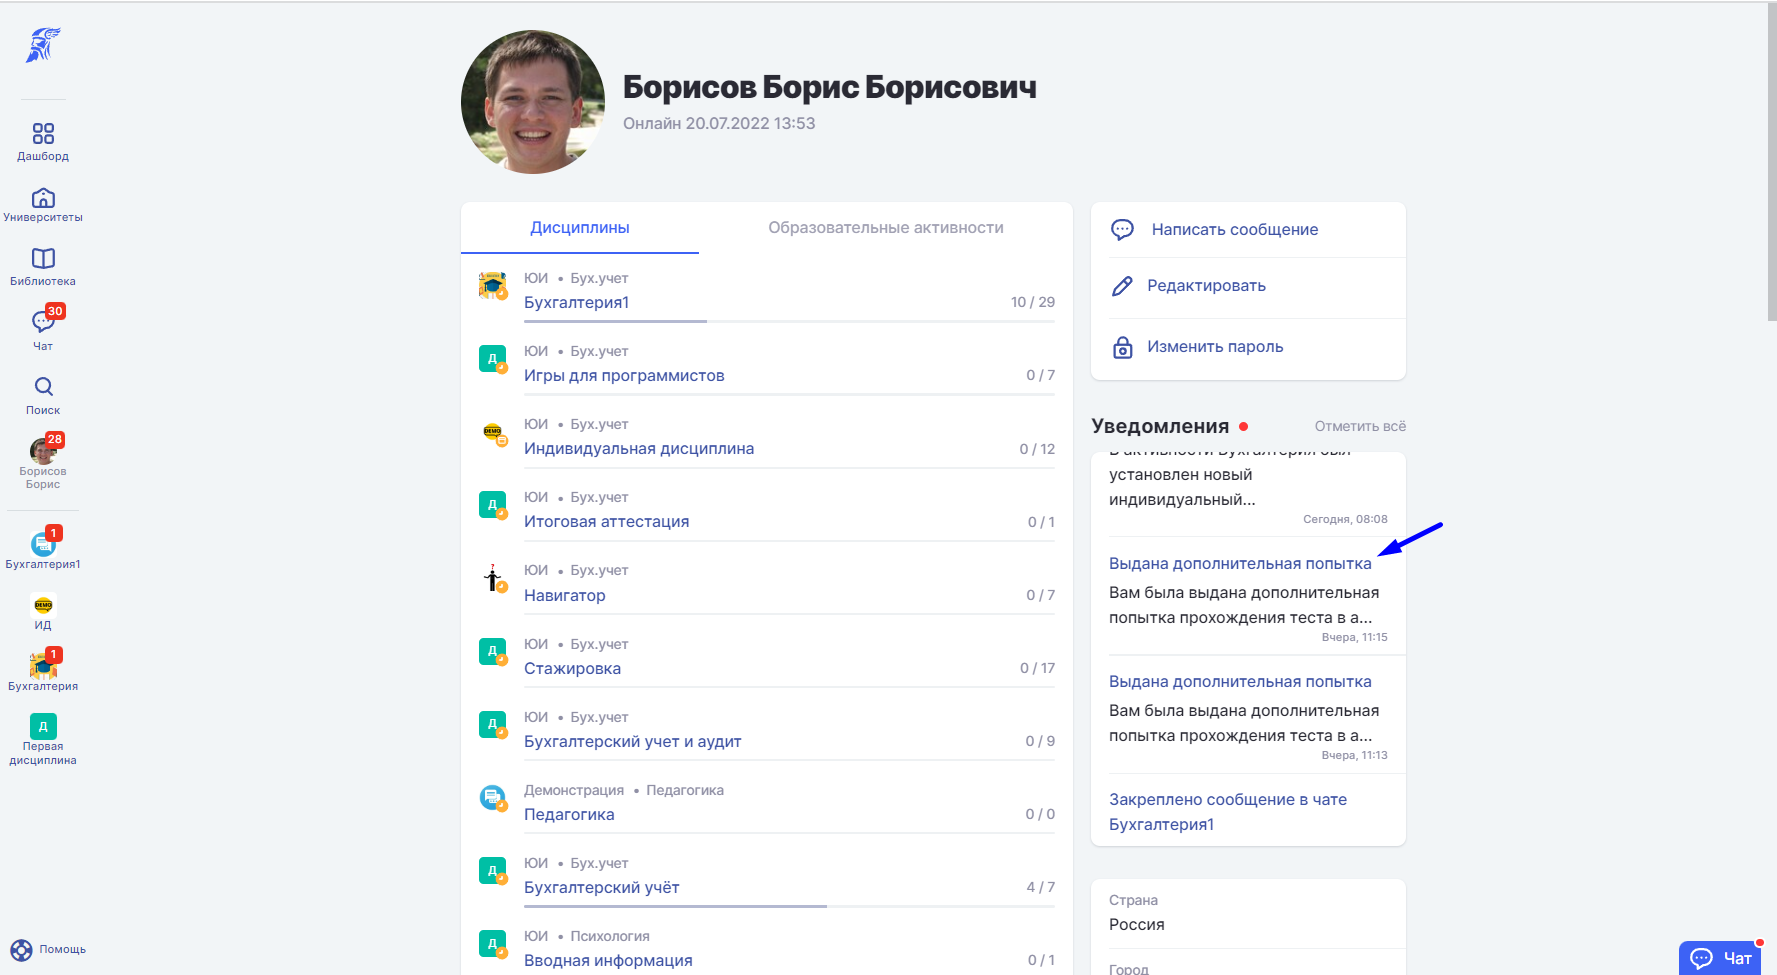 Дашборд
Университеты
Библиотека
30
Чат
Поиск
28
Борисов
Борис
1
Бухгалтерия1
DEMO
ИД
1
Бухгалтерия
Д
Первая
дисциплина
Помощь
Борисов Борис Борисович
Онлайн 20.07.2022 13:53
Дисциплины
Образовательные активности
ЮИ • Бух.учет
Бухгалтерия1 10 / 29
Д
ЮИ • Бух.учет
Игры для программистов 0 / 7
DEMO
ЮИ • Бух.учет
Индивидуальная дисциплина 0 / 12
Д
ЮИ • Бух.учет
Итоговая аттестация 0 / 1
?
ЮИ • Бух.учет
Навигатор 0 / 7
Д
ЮИ • Бух.учет
Стажировка 0 / 17
Д
ЮИ • Бух.учет
Бухгалтерский учет и аудит 0 / 9
Демонстрация • Педагогика
Педагогика 0 / 0
Д
ЮИ • Бух.учет
Бухгалтерский учёт 4 / 7
Д
ЮИ • Психология
Вводная информация 0 / 1
Написать сообщение
Редактировать
Изменить пароль
Уведомления
Отметить всё
В активности Бухгалтерия был
установлен новый
индивидуальный...
Сегодня, 08:08
Выдана дополнительная попытка
Вам была выдана дополнительная
попытка прохождения теста в а...
Вчера, 11:15
Выдана дополнительная попытка
Вам была выдана дополнительная
попытка прохождения теста в а...
Вчера, 11:13
Закреплено сообщение в чате
Бухгалтерия1
Страна
Россия
Город
Чат